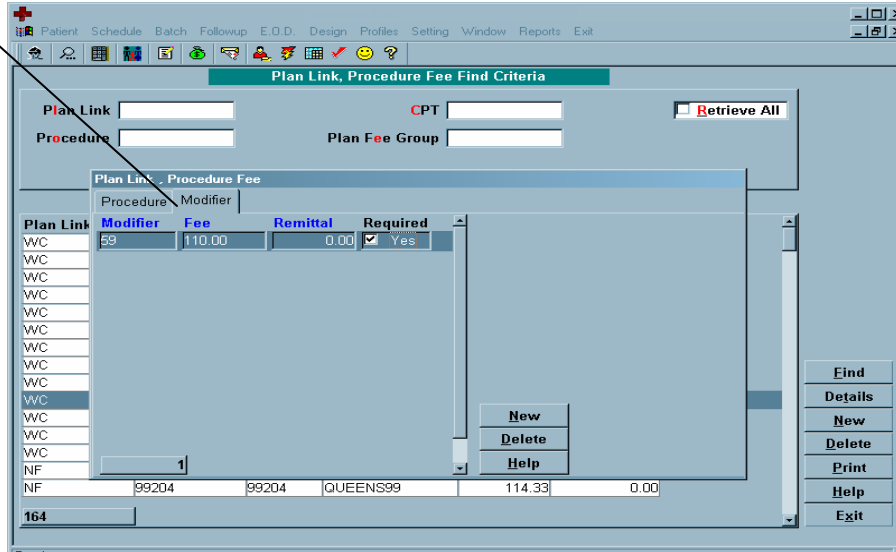 Patient Schedule Batch Followup E.O.D. Design Profiles Setting Window Reports Exit
Plan Link, Procedure Fee Find Criteria
Plan Link CPT Retrieve All
Procedure Plan Fee Group
Plan Link , Procedure Fee
Procedure Modifier
Plan Link Modifier Fee Remittal Required
WC 59 110.00 0.00 Yes
WC
WC
WC
WC
WC
WC
WC
WC
WC
WC
WC
WC
NF
NF 99204 99204 QUEENS99 114.33 0.00
164
1
New
Delete
Help
Find
Details
New
Delete
Print
Help
Exit